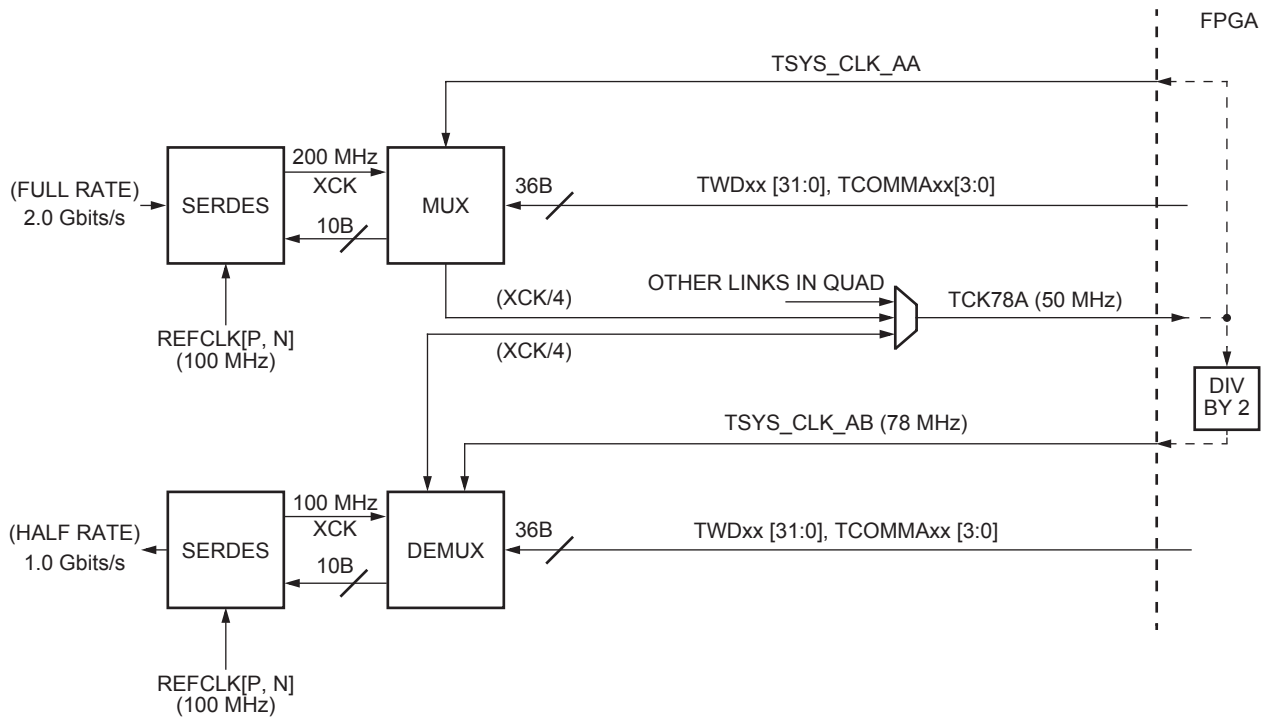 FPGA
TSYS_CLK_AA
(FULL RATE)
2.0 Gbits/s
SERDES
200 MHz
XCK
10B
MUX
36B
TWDxx [31:0], TCOMMAxx[3:0]
REFCLK[P, N]
(100 MHz)
OTHER LINKS IN QUAD
(XCK/4)
TCK78A (50 MHz)
(XCK/4)
DIV
BY 2
TSYS_CLK_AB (78 MHz)
(HALF RATE)
1.0 Gbits/s
SERDES
100 MHz
XCK
10B
DEMUX
36B
TWDxx [31:0], TCOMMAxx [3:0]
REFCLK[P, N]
(100 MHz)